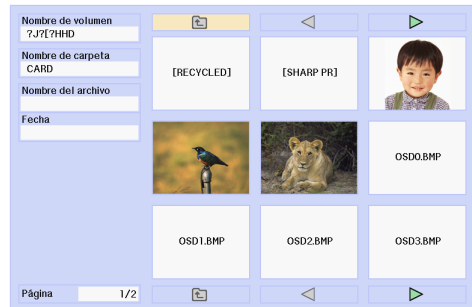 Nombre de volumen
?J?[?HHD
Nombre de carpeta
CARD
Nombre del archivo
Fecha
[RECYCLED]
[SHARP PR]
OSD0.BMP
OSD1.BMP
OSD2.BMP
OSD3.BMP
Página 1/2